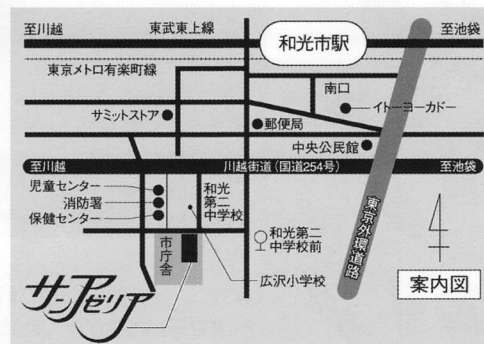 至川越
東武東上線
和光市駅
至池袋
東京メトロ有楽町線
南口
イトーヨーカドー
サミットストア
郵便局
中央公民館
至川越
川越街道(国道254号)
至池袋
児童センター
消防署
保健センター
和光
第二
中学校
市庁舎
和光第二
中学校前
広沢小学校
東京外環道路
案内図
サンアゼリア